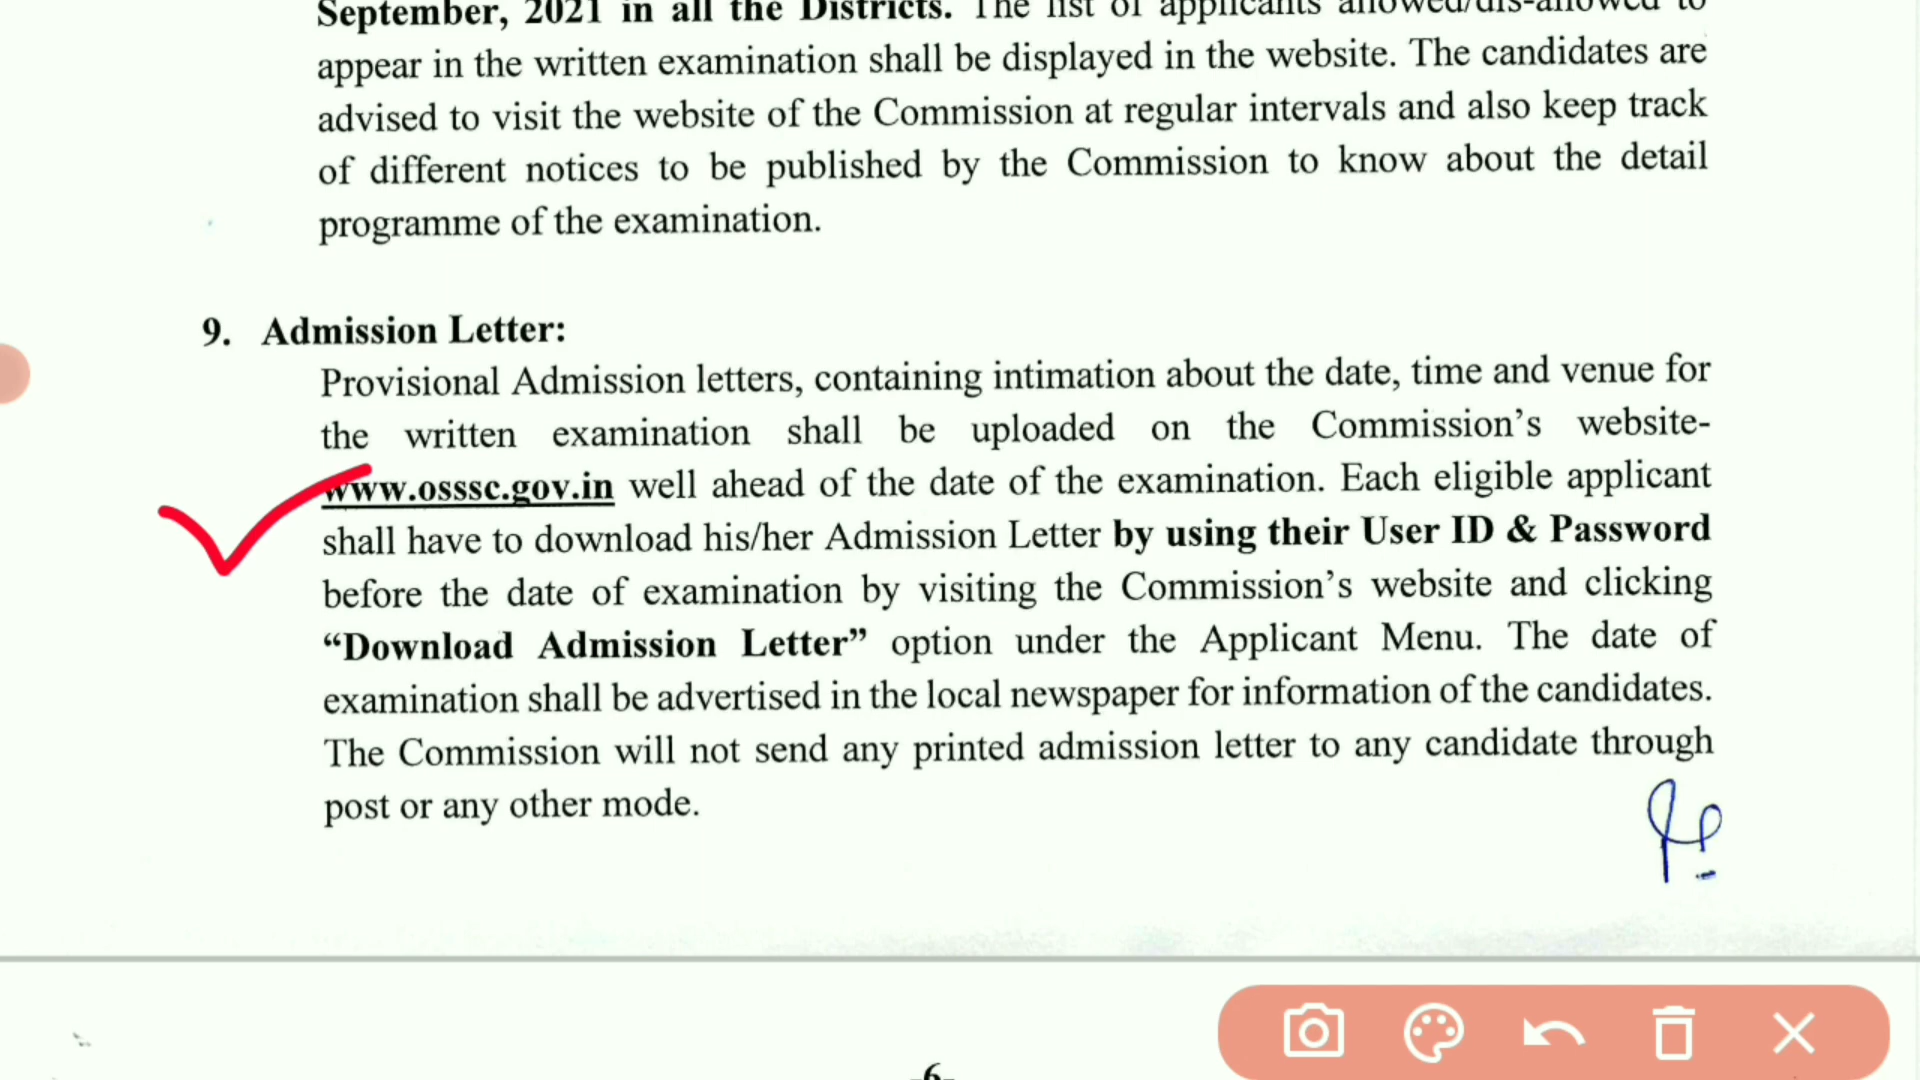 September, 2021 in all the Districts. The list of applicants allowed/dis-allowed to
appear in the written examination shall be displayed in the website. The candidates are
advised to visit the website of the Commission at regular intervals and also keep track
of different notices to be published by the Commission to know about the detail
programme of the examination.
9. Admission Letter:
Provisional Admission letters, containing intimation about the date, time and venue for
the written examination shall be uploaded on the Commission's website-
www.osssc.gov.in well ahead of the date of the examination. Each eligible applicant
shall have to download his/her Admission Letter by using their User ID & Password
before the date of examination by visiting the Commission's website and clicking
“Download Admission Letter” option under the Applicant Menu. The date of
examination shall be advertised in the local newspaper for information of the candidates.
The Commission will not send any printed admission letter to any candidate through
post or any other mode.
-6-